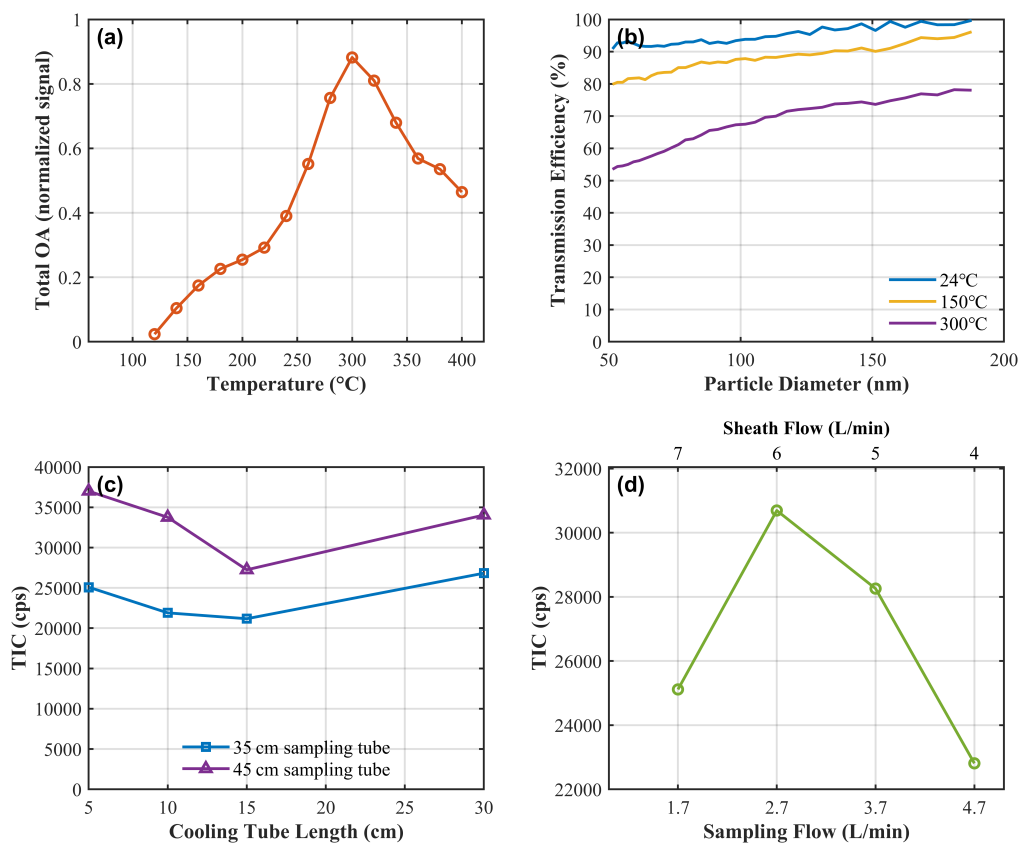 (a)
Total OA (normalized signal)
1
0.8
0.6
0.4
0.2
0
100 150 200 250 300 350 400
Temperature (°C)
(b)
Transmission Efficiency (%)
100
90
80
70
60
50
40
30
20
10
0
24℃
150℃
300℃
50 100 150 200
Particle Diameter (nm)
(c)
TIC (cps)
40000
35000
30000
25000
20000
15000
10000
5000
0
35 cm sampling tube
45 cm sampling tube
5 10 15 20 25 30
Cooling Tube Length (cm)
Sheath Flow (L/min)
7 6 5 4
(d)
TIC (cps)
32000
30000
28000
26000
24000
22000
1.7 2.7 3.7 4.7
Sampling Flow (L/min)